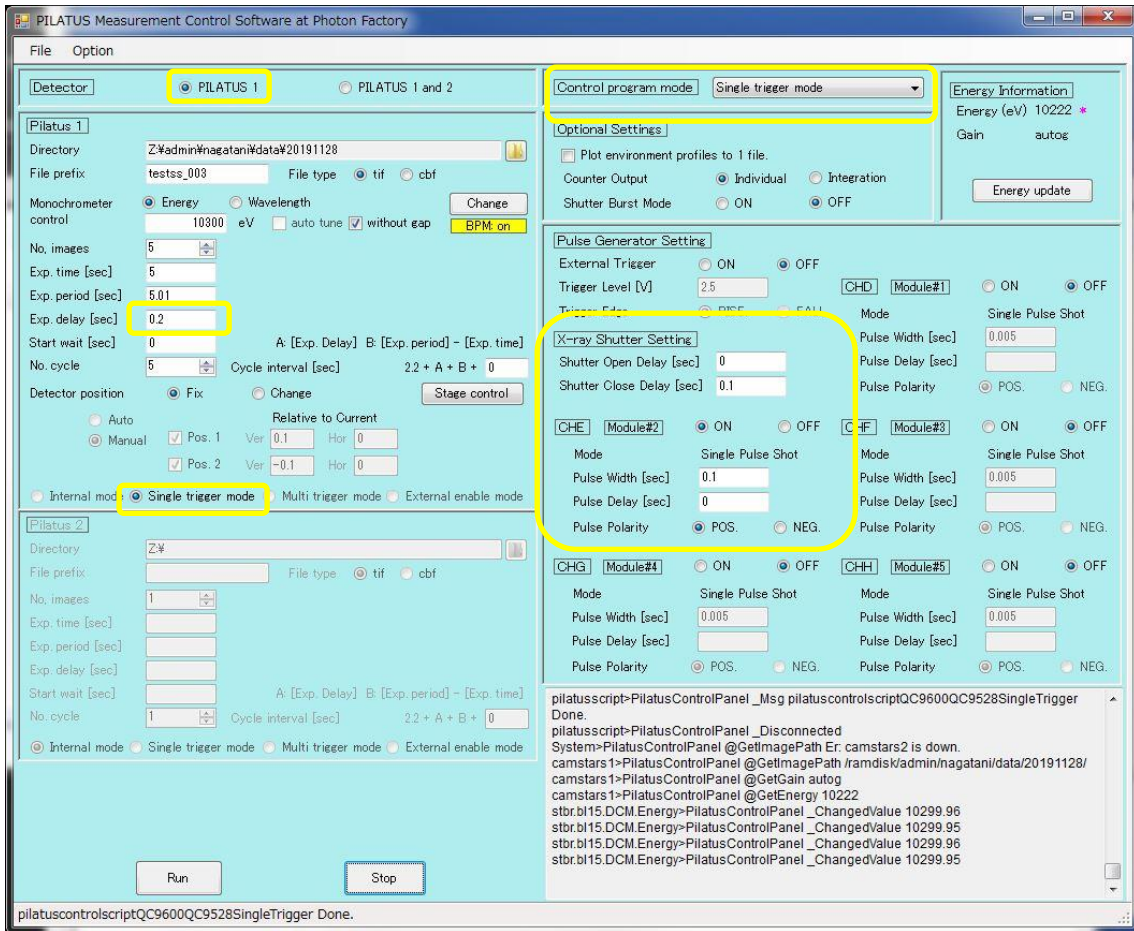 PILATUS Measurement Control Software at Photon Factory
File Option
Detector PILATUS 1 PILATUS 1 and 2
Pilatus 1
Directory Z:¥admin¥nagatani¥data¥20191128
File prefix testss_003 File type tif cbf
Monochrometer control Energy Wavelength Change
10300 eV auto tune without gap BPM: on
No, images 5
Exp. time [sec] 5
Exp. period [sec] 5.01
Exp. delay [sec] 0.2
Start wait [sec] 0 A: [Exp. Delay] B: [Exp. period] - [Exp. time]
No. cycle 5 Cycle interval [sec] 2.2 + A + B + 0
Detector position Fix Change Stage control
Auto Relative to Current
Manual Pos. 1 Ver 0.1 Hor 0
Pos. 2 Ver -0.1 Hor 0
Internal mode Single trigger mode Multi trigger mode External enable mode
Pilatus 2
Directory Z:¥
File prefix File type tif cbf
No, images 1
Exp. time [sec]
Exp. period [sec]
Exp. delay [sec]
Start wait [sec] A: [Exp. Delay] B: [Exp. period] - [Exp. time]
No. cycle 1 Cycle interval [sec] 2.2 + A + B + 0
Internal mode Single trigger mode Multi trigger mode External enable mode
Run Stop
Control program mode Single trigger mode
Optional Settings
Plot environment profiles to 1 file.
Counter Output Individual Integration
Shutter Burst Mode ON OFF
Energy Information
Energy (eV) 10222 *
Gain autog
Energy update
Pulse Generator Setting
External Trigger ON OFF
Trigger Level [V] 2.5
Trigger Edge RISE FALL
X-ray Shutter Setting
Shutter Open Delay [sec] 0
Shutter Close Delay [sec] 0.1
CHD Module#1 ON OFF
Mode Single Pulse Shot
Pulse Width [sec] 0.005
Pulse Delay [sec]
Pulse Polarity POS. NEG.
CHE Module#2 ON OFF
Mode Single Pulse Shot
Pulse Width [sec] 0.1
Pulse Delay [sec] 0
Pulse Polarity POS. NEG.
CHF Module#3 ON OFF
Mode Single Pulse Shot
Pulse Width [sec] 0.005
Pulse Delay [sec]
Pulse Polarity POS. NEG.
CHG Module#4 ON OFF
Mode Single Pulse Shot
Pulse Width [sec] 0.005
Pulse Delay [sec]
Pulse Polarity POS. NEG.
CHH Module#5 ON OFF
Mode Single Pulse Shot
Pulse Width [sec] 0.005
Pulse Delay [sec]
Pulse Polarity POS. NEG.
pilatusscript>PilatusControlPanel _Msg pilatuscontrolscriptQC9600QC9528SingleTrigger
Done.
pilatusscript>PilatusControlPanel _Disconnected
System>PilatusControlPanel @GetImagePath Er: camstars2 is down.
camstars1>PilatusControlPanel @GetImagePath /ramdisk/admin/nagatani/data/20191128/
camstars1>PilatusControlPanel @GetGain autog
camstars1>PilatusControlPanel @GetEnergy 10222
stbr.bl15.DCM.Energy>PilatusControlPanel _ChangedValue 10299.96
stbr.bl15.DCM.Energy>PilatusControlPanel _ChangedValue 10299.95
stbr.bl15.DCM.Energy>PilatusControlPanel _ChangedValue 10299.96
stbr.bl15.DCM.Energy>PilatusControlPanel _ChangedValue 10299.95
pilatuscontrolscriptQC9600QC9528SingleTrigger Done.